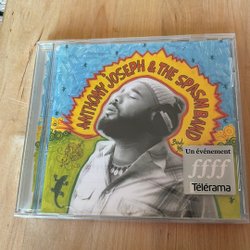 ANTHONY JOSEPH & THE SPASM BAND
Un événement
ffff
Télérama